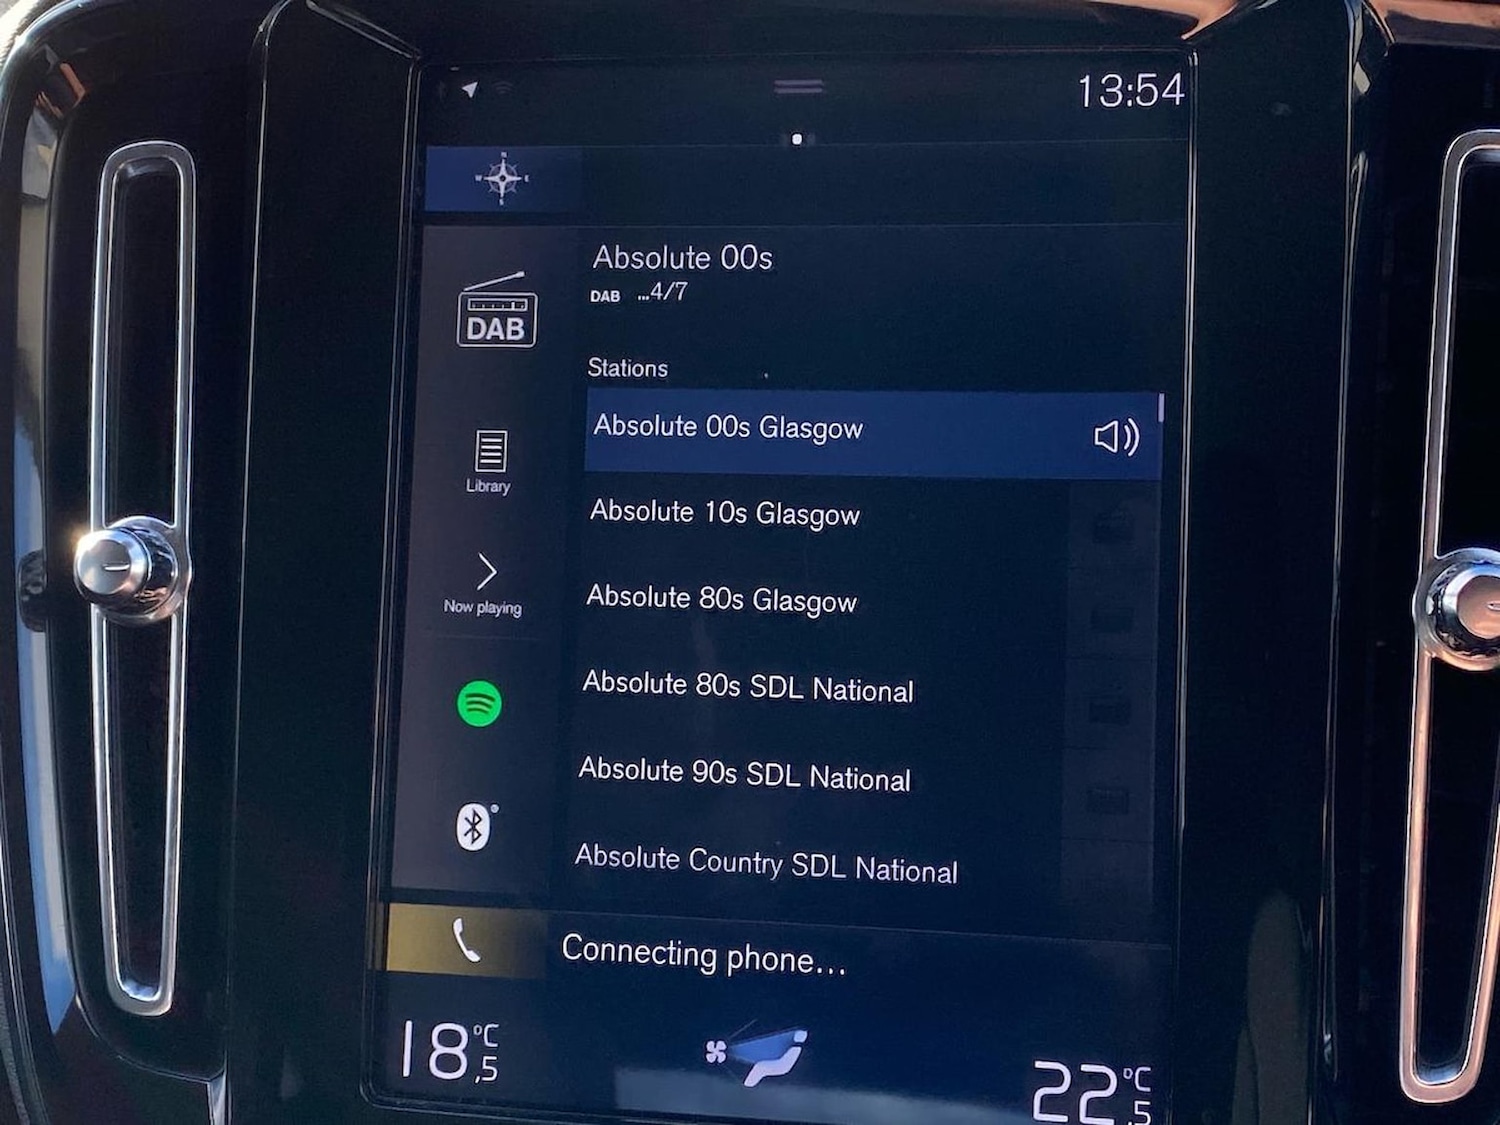 13:54
N
W E
S
Absolute 00s
DAB ...4/7
DAB
Stations
Absolute 00s Glasgow
Absolute 10s Glasgow
Library
Absolute 80s Glasgow
Now playing
Absolute 80s SDL National
Absolute 90s SDL National
Absolute Country SDL National
Connecting phone...
18,5 °C
22,5 °C